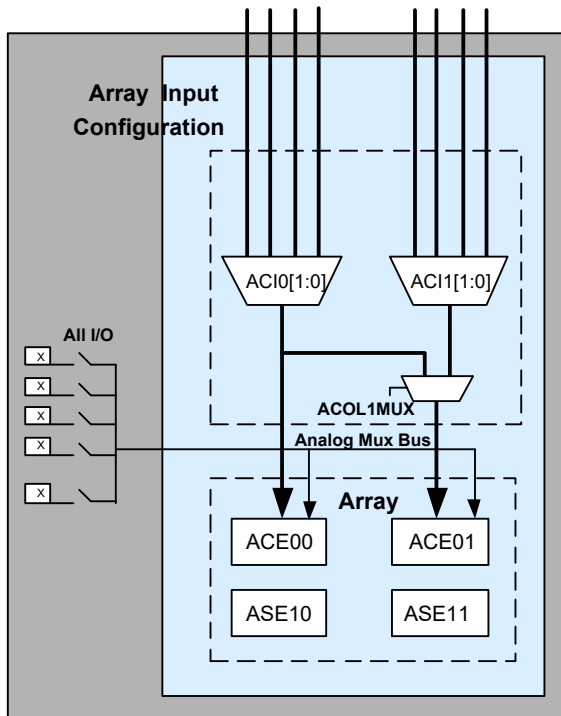 Array Input
Configuration
ACI0[1:0]
ACI1[1:0]
All I/O
X
X
X
X
X
ACOL1MUX
Analog Mux Bus
Array
ACE00
ACE01
ASE10
ASE11